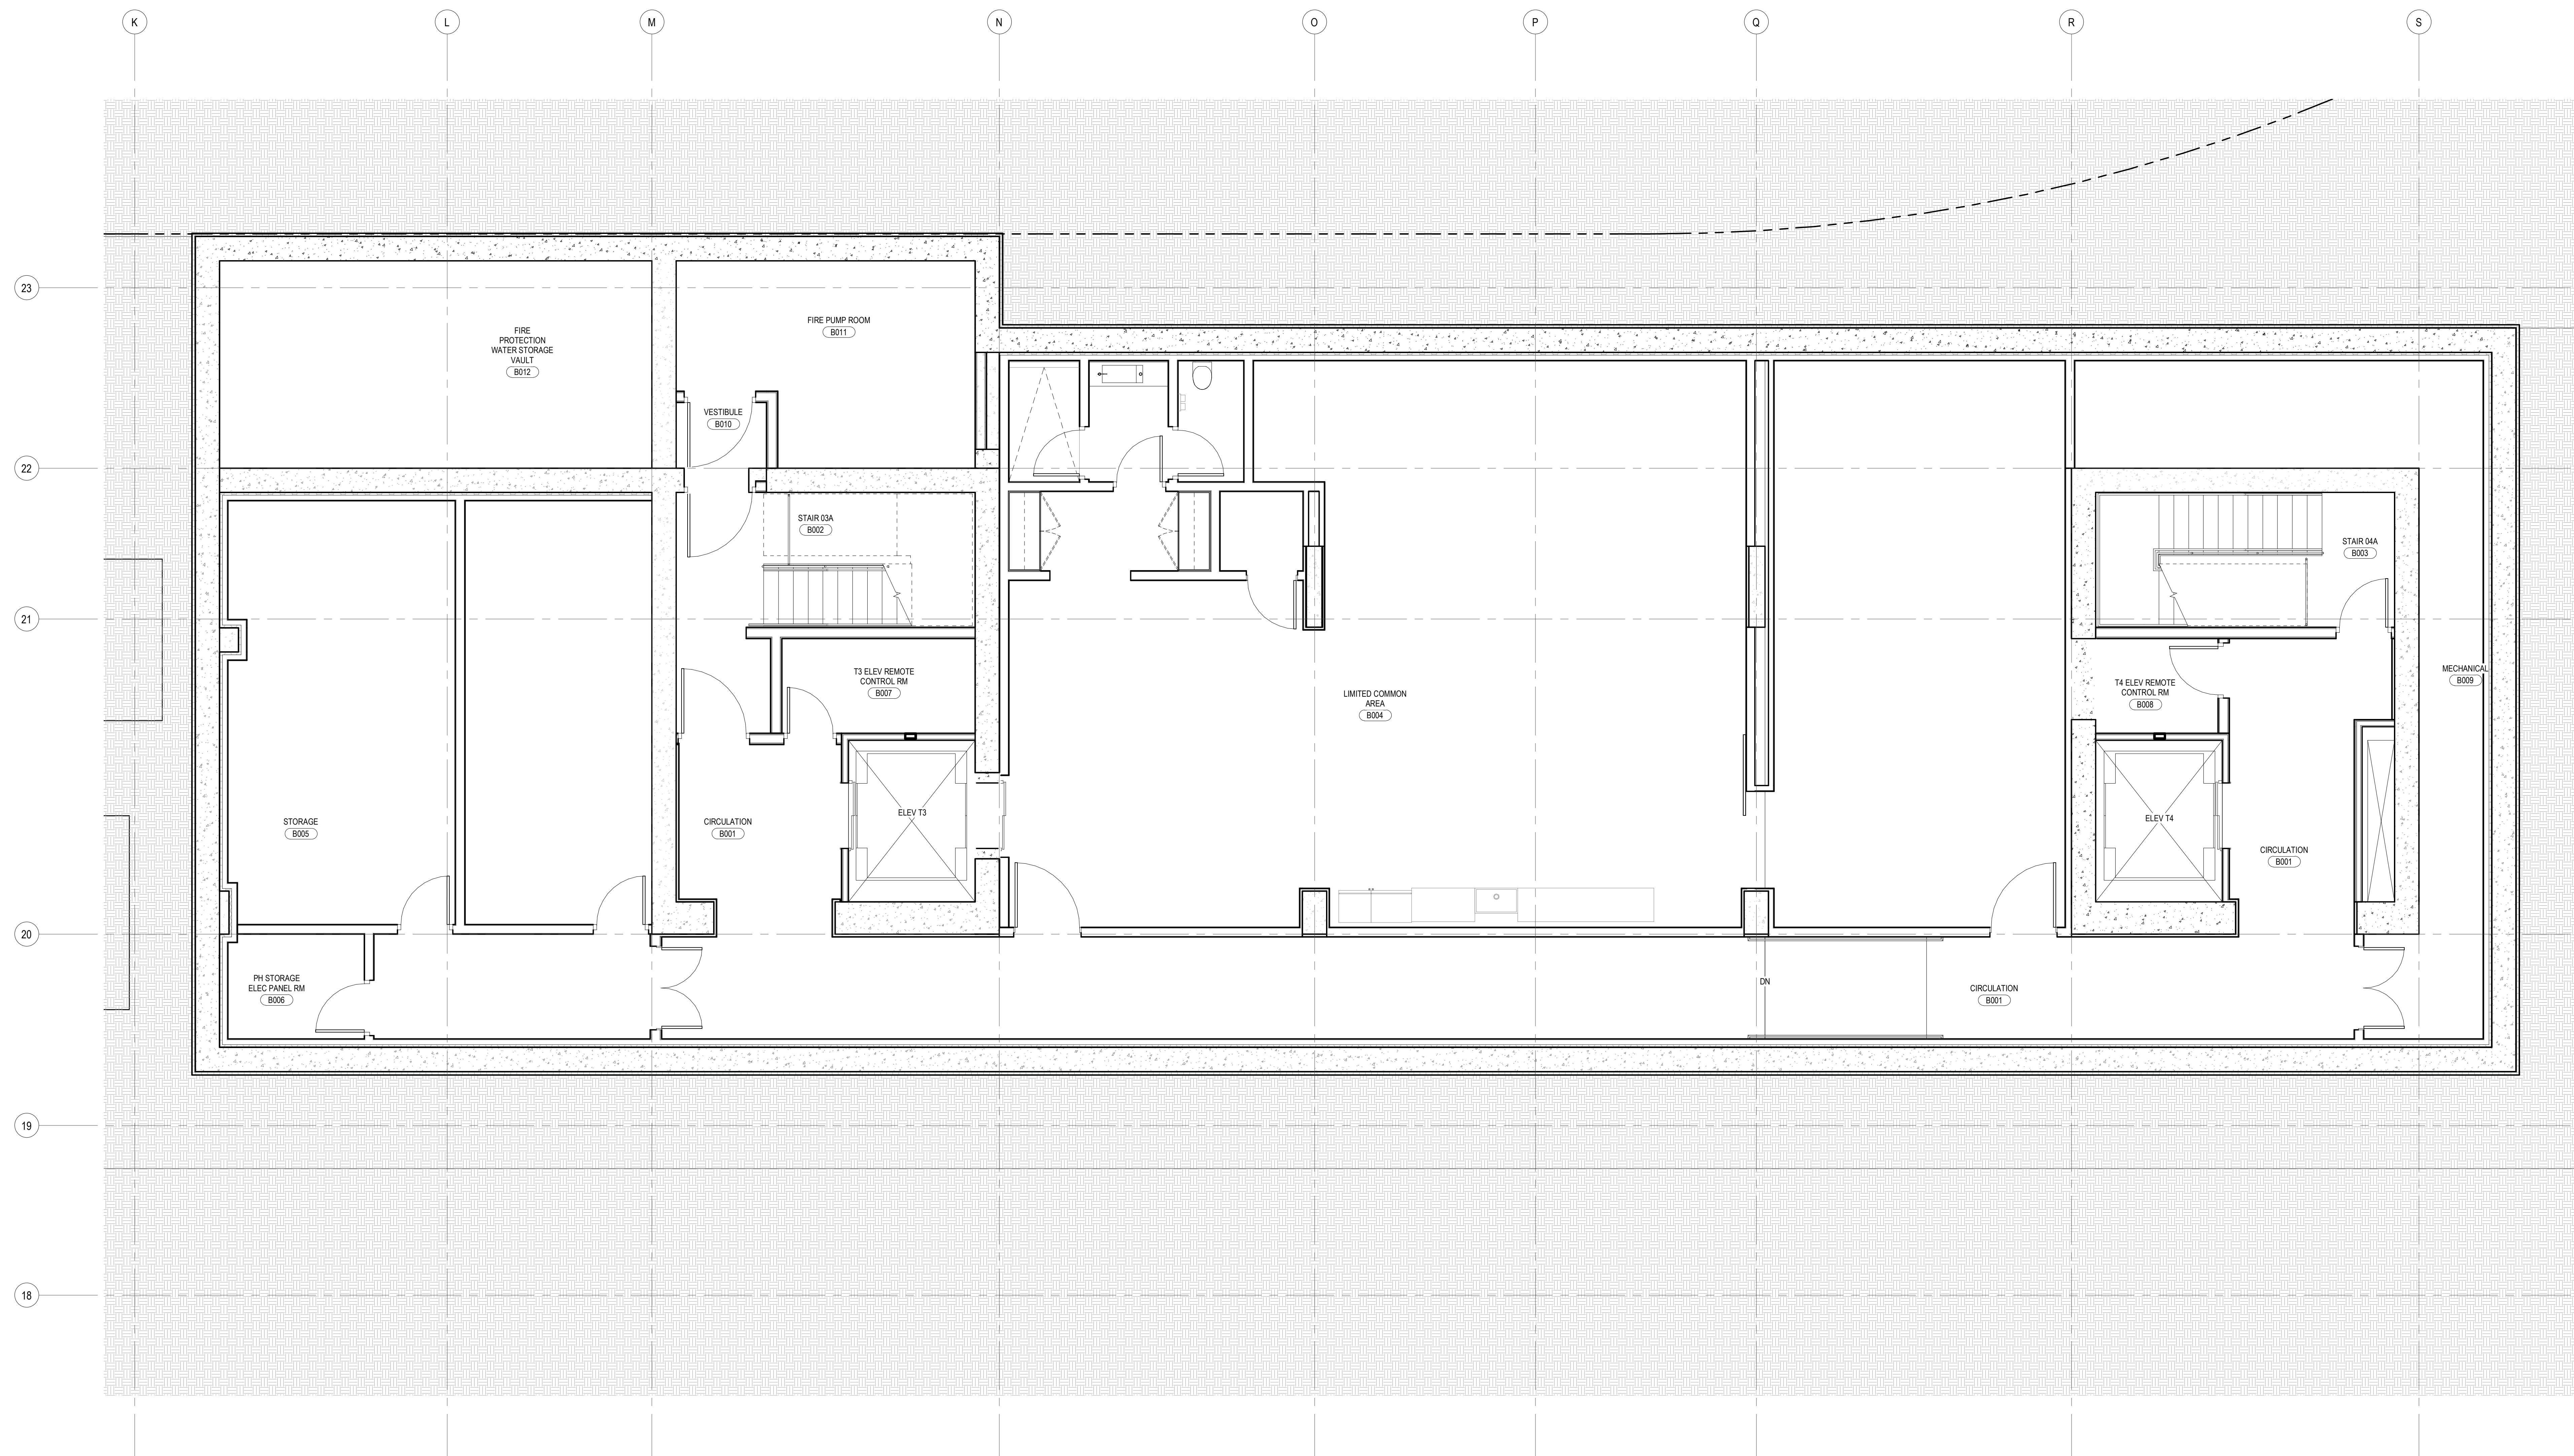 K
L
M
N
O
P
Q
R
S
23
22
21
20
19
18
FIRE
PROTECTION
WATER STORAGE
VAULT
B012
FIRE PUMP ROOM
B011
VESTIBULE
B010
STAIR 03A
B002
STAIR 04A
B003
T3 ELEV REMOTE
CONTROL RM
B007
LIMITED COMMON
AREA
B004
T4 ELEV REMOTE
CONTROL RM
B008
MECHANICAL
B009
STORAGE
B005
CIRCULATION
B001
ELEV T3
ELEV T4
CIRCULATION
B001
PH STORAGE
ELEC PANEL RM
B006
DN
CIRCULATION
B001